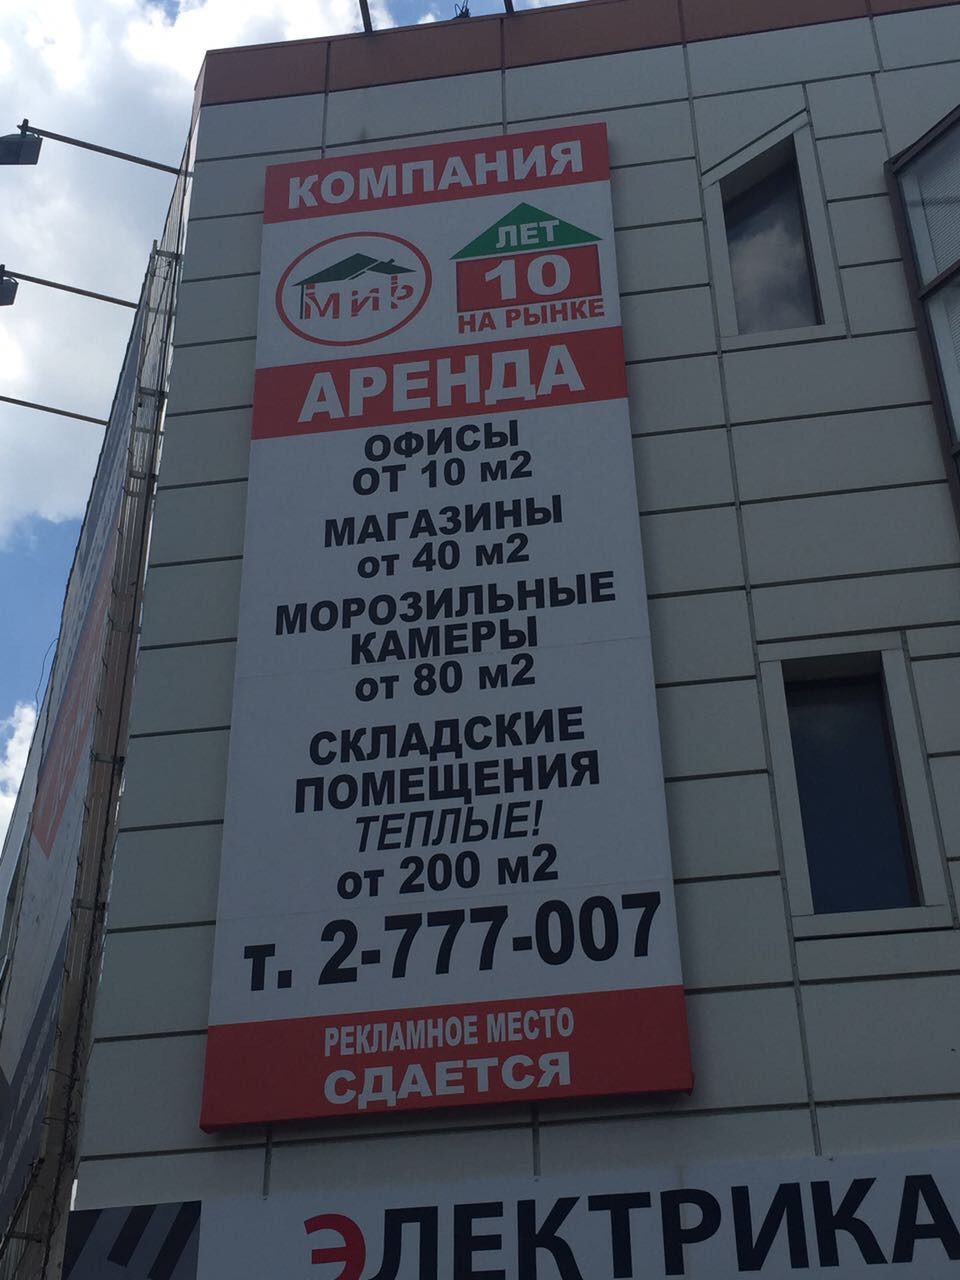 КОМПАНИЯ
МИР
ЛЕТ
10
НА РЫНКЕ
АРЕНДА
ОФИСЫ
ОТ 10 м2
МАГАЗИНЫ
от 40 м2
МОРОЗИЛЬНЫЕ
КАМЕРЫ
от 80 м2
СКЛАДСКИЕ
ПОМЕЩЕНИЯ
ТЕПЛЫЕ!
от 200 м2
т. 2-777-007
РЕКЛАМНОЕ МЕСТО
СДАЕТСЯ
ЭЛЕКТРИКА